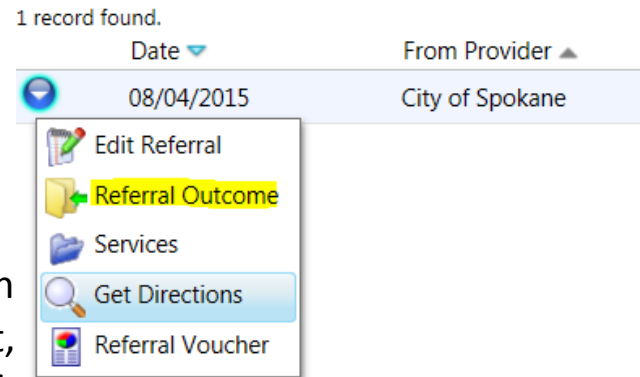 1 record found.
Date From Provider
08/04/2015 City of Spokane
Edit Referral
Referral Outcome
Services
Get Directions
Referral Voucher